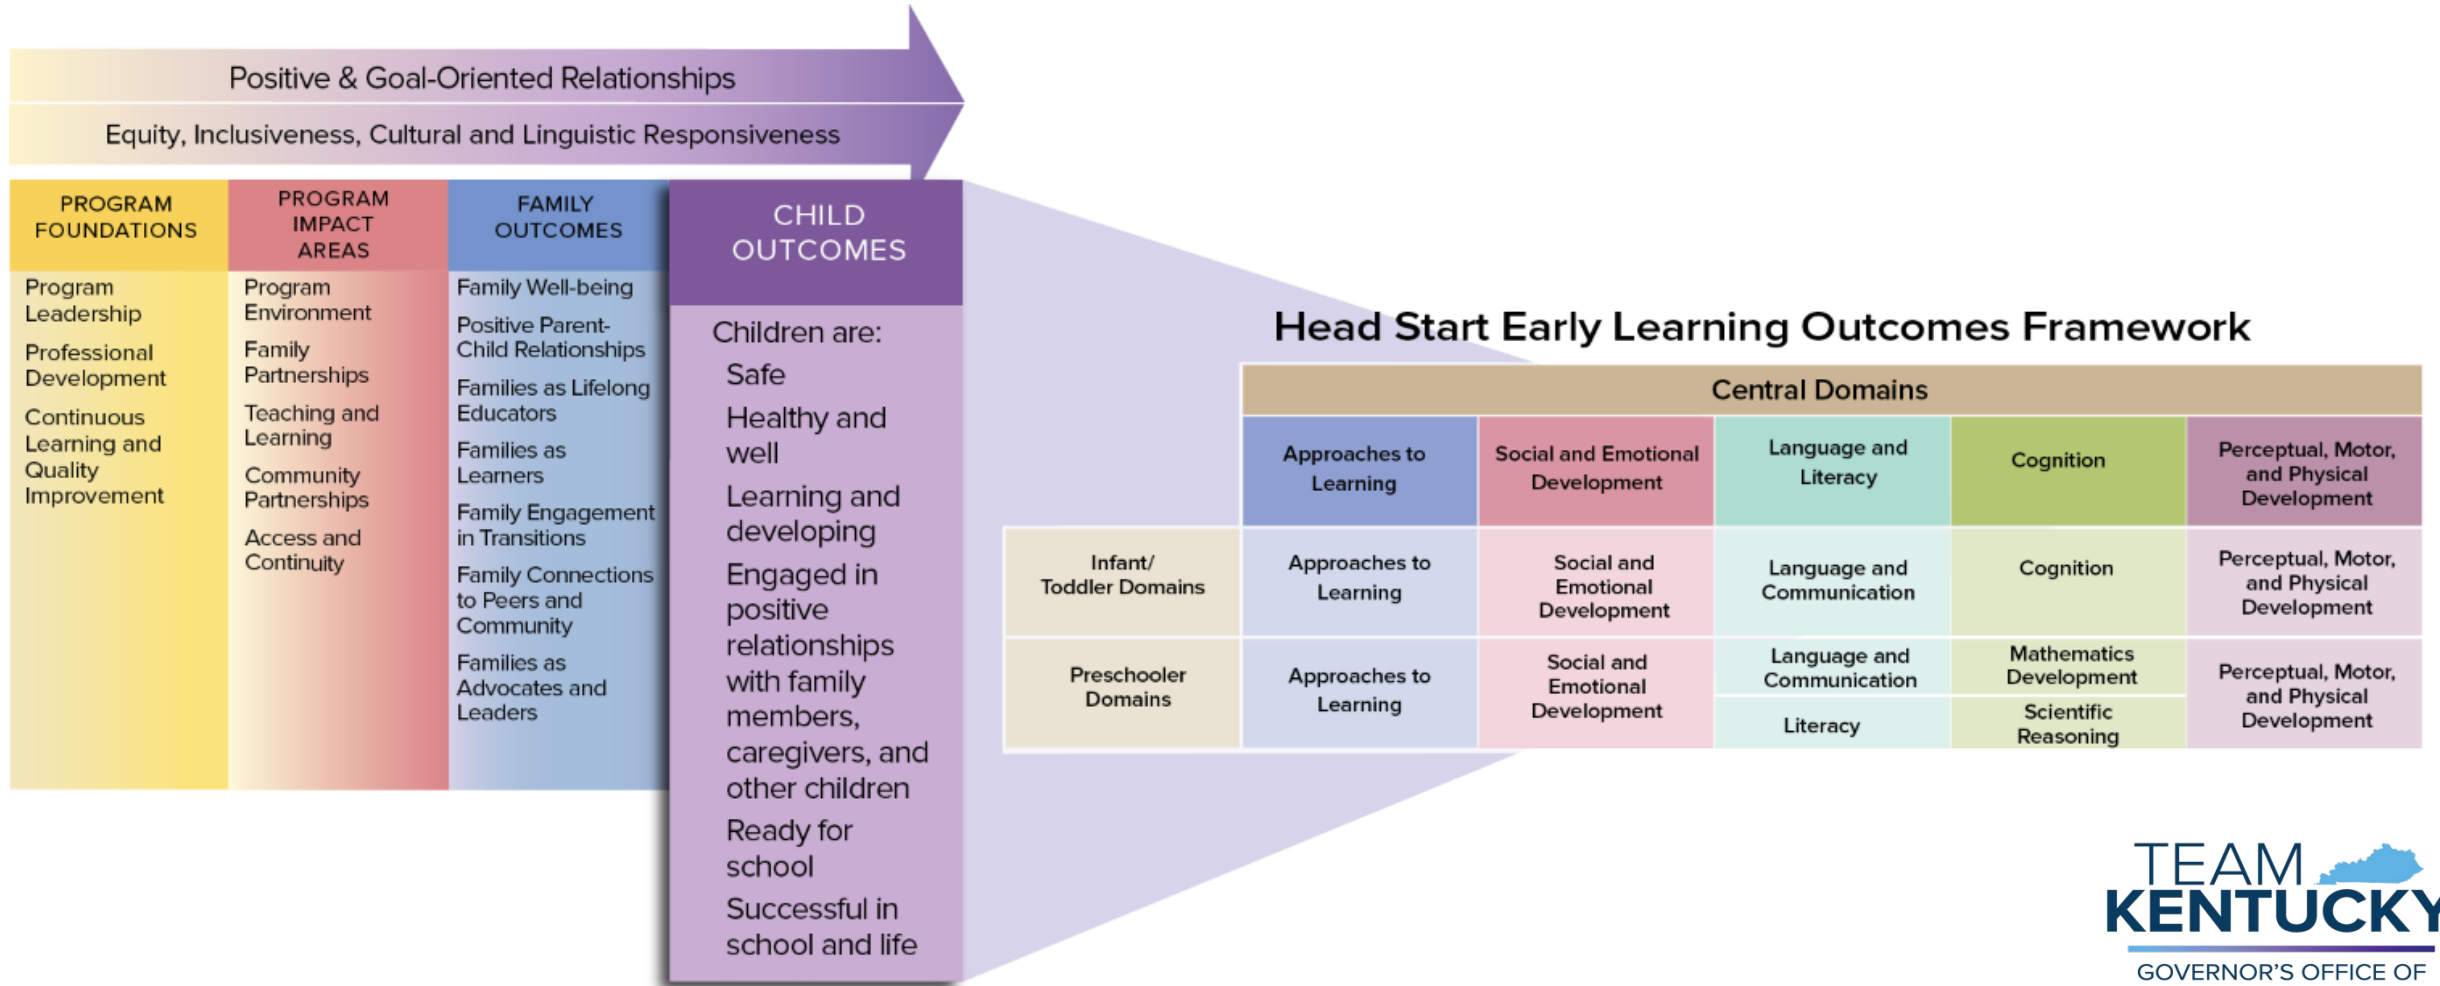 Positive & Goal-Oriented Relationships
Equity, Inclusiveness, Cultural and Linguistic Responsiveness
PROGRAM
FOUNDATIONS
Program
Leadership
Professional
Development
Continuous
Learning and
Quality
Improvement
PROGRAM
IMPACT
AREAS
Program
Environment
Family
Partnerships
Teaching and
Learning
Community
Partnerships
Access and
Continuity
FAMILY
OUTCOMES
Family Well-being
Positive Parent-
Child Relationships
Families as Lifelong
Educators
Families as
Learners
Family Engagement
in Transitions
Family Connections
to Peers and
Community
Families as
Advocates and
Leaders
CHILD
OUTCOMES
Children are:
Safe
Healthy and
well
Learning and
developing
Engaged in
positive
relationships
with family
members,
caregivers, and
other children
Ready for
school
Successful in
school and life
Head Start Early Learning Outcomes Framework
Central Domains
Approaches to
Learning
Social and Emotional
Development
Language and
Literacy
Cognition
Perceptual, Motor,
and Physical
Development
Infant/
Toddler Domains
Approaches to
Learning
Social and
Emotional
Development
Language and
Communication
Cognition
Perceptual, Motor,
and Physical
Development
Preschooler
Domains
Approaches to
Learning
Social and
Emotional
Development
Language and
Communication
Literacy
Mathematics
Development
Scientific
Reasoning
Perceptual, Motor,
and Physical
Development
TEAM
KENTUCKY
GOVERNOR'S OFFICE OF